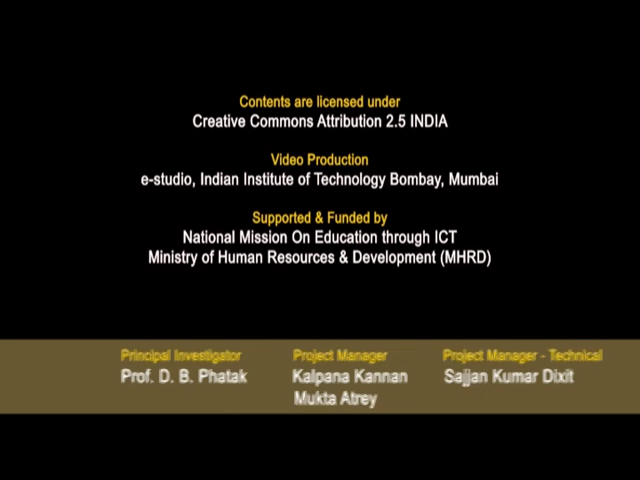 Contents are licensed under
Creative Commons Attribution 2.5 INDIA
Video Production
e-studio, Indian Institute of Technology Bombay, Mumbai
Supported & Funded by
National Mission On Education through ICT
Ministry of Human Resources & Development (MHRD)
Principal Investigator
Prof. D. B. Phatak
Project Manager
Kalpana Kannan
Mukta Atrey
Project Manager - Technical
Sajjan Kumar Dixit